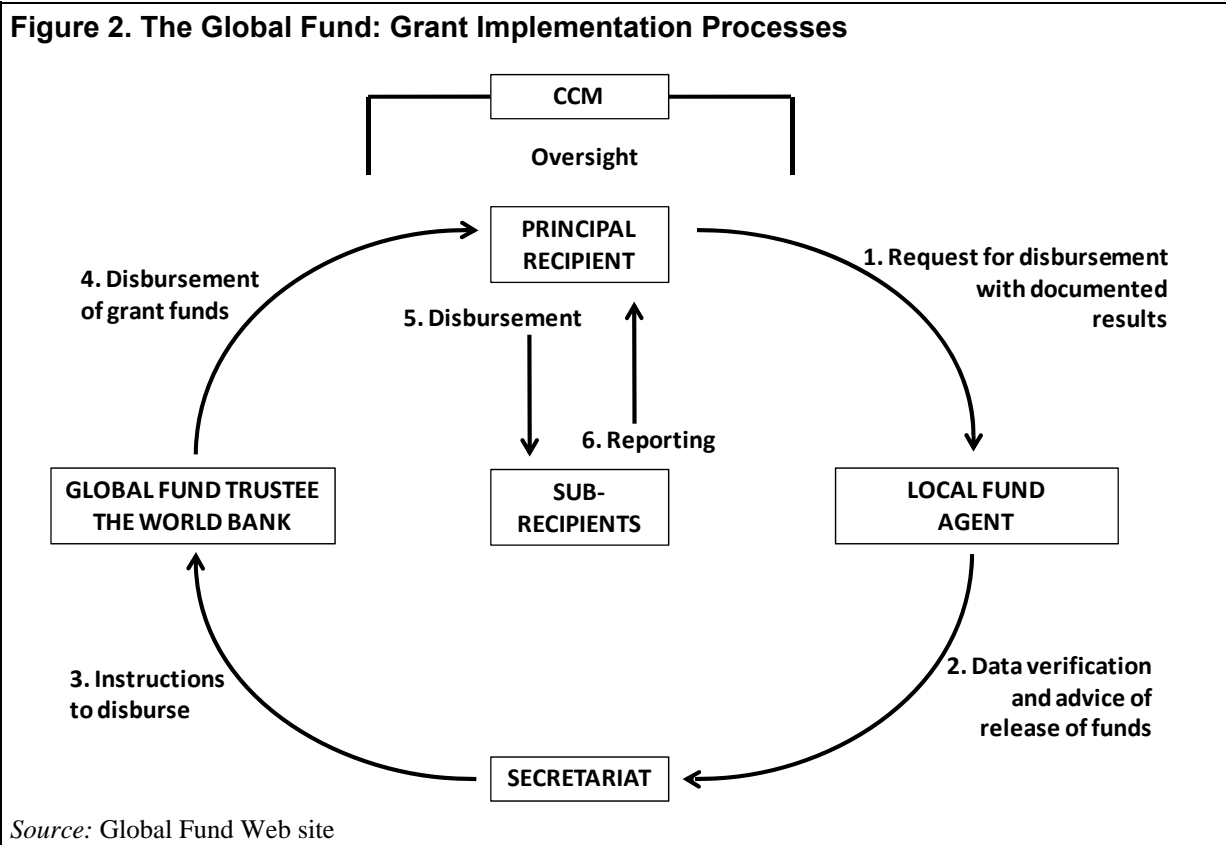 Figure 2. The Global Fund: Grant Implementation Processes
CCM
Oversight
PRINCIPAL
RECIPIENT
1. Request for disbursement
with documented
results
4. Disbursement
of grant funds
5. Disbursement
6. Reporting
GLOBAL FUND TRUSTEE
THE WORLD BANK
SUB-
RECIPIENTS
LOCAL FUND
AGENT
2. Data verification
and advice of
release of funds
3. Instructions
to disburse
SECRETARIAT
Source: Global Fund Web site